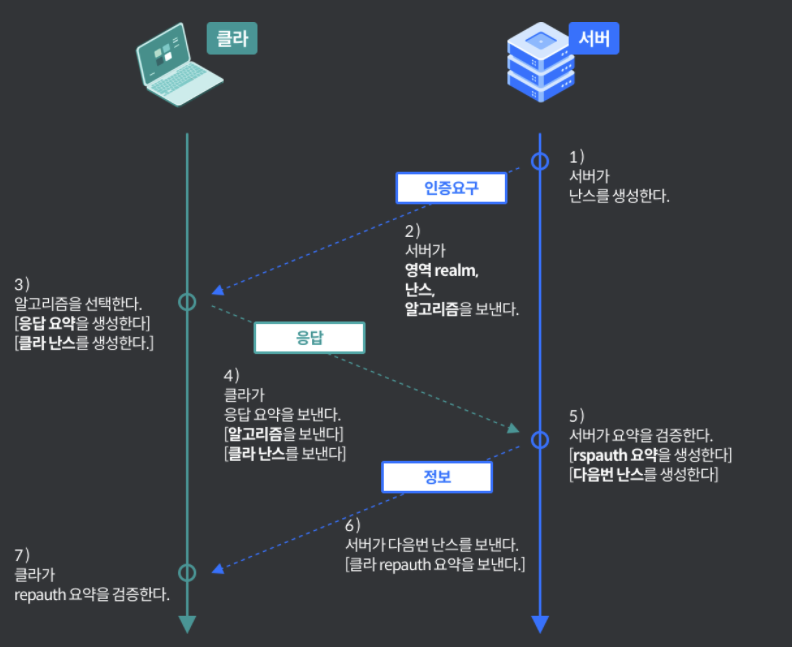 클라
서버
1)
서버가
난스를 생성한다.
인증요구
2)
서버가
영역 realm,
난스,
알고리즘을 보낸다.
3)
알고리즘을 선택한다.
[응답 요약을 생성한다]
[클라 난스를 생성한다.]
응답
4)
클라가
응답 요약을 보낸다.
[알고리즘을 보낸다]
[클라 난스를 보낸다]
5)
서버가 요약을 검증한다.
[rspauth 요약을 생성한다]
[다음번 난스를 생성한다]
정보
6)
서버가 다음번 난스를 보낸다.
[클라 repauth 요약을 보낸다.]
7)
클라가
repauth 요약을 검증한다.